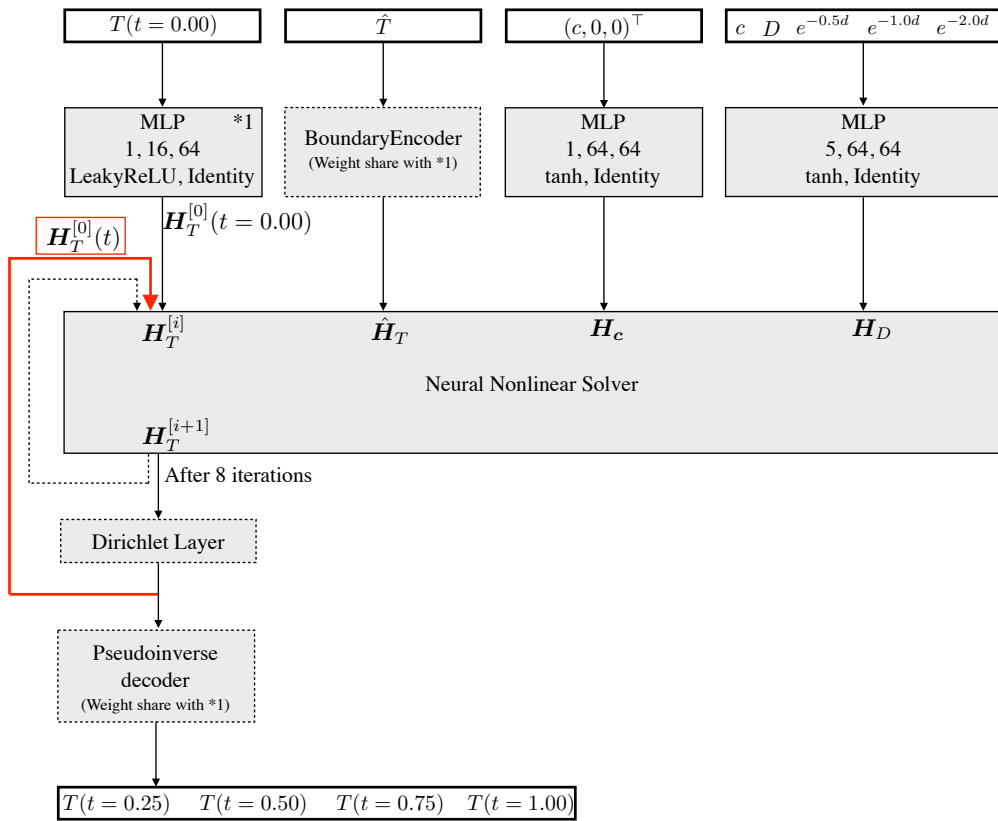 T(t = 0.00)
T̂
(c, 0, 0)^⊤
c D e^{−0.5d} e^{−1.0d} e^{−2.0d}
MLP *1
1, 16, 64
LeakyReLU, Identity
BoundaryEncoder
(Weight share with *1)
MLP
1, 64, 64
tanh, Identity
MLP
5, 64, 64
tanh, Identity
H_T^{[0]}(t = 0.00)
H_T^{[0]}(t)
H_T^{[i]}
Ĥ_T
H_c
H_D
Neural Nonlinear Solver
H_T^{[i+1]}
After 8 iterations
Dirichlet Layer
Pseudoinverse
decoder
(Weight share with *1)
T(t = 0.25) T(t = 0.50) T(t = 0.75) T(t = 1.00)